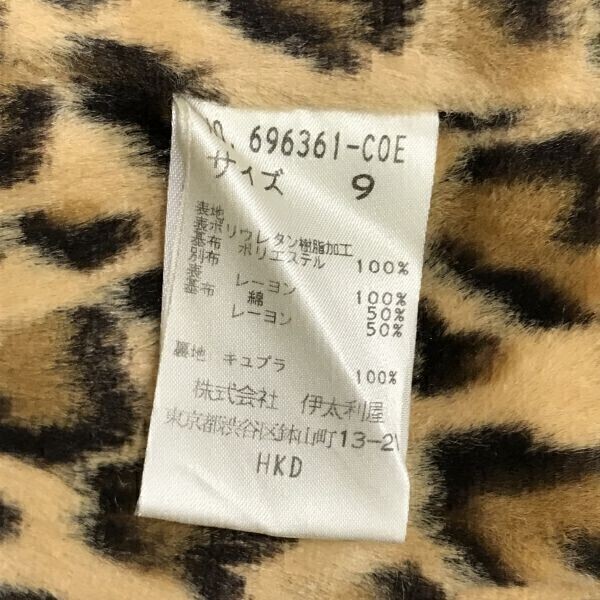 NO. 696361-COE
サイズ 9
表地
表ポリウレタン樹脂加工
基布 ポリエステル 100%
別布
表 レーヨン 100%
基布 綿 50%
レーヨン 50%
裏地 キュプラ 100%
株式会社 伊太利屋
東京都渋谷区鉢山町13-2
HKD